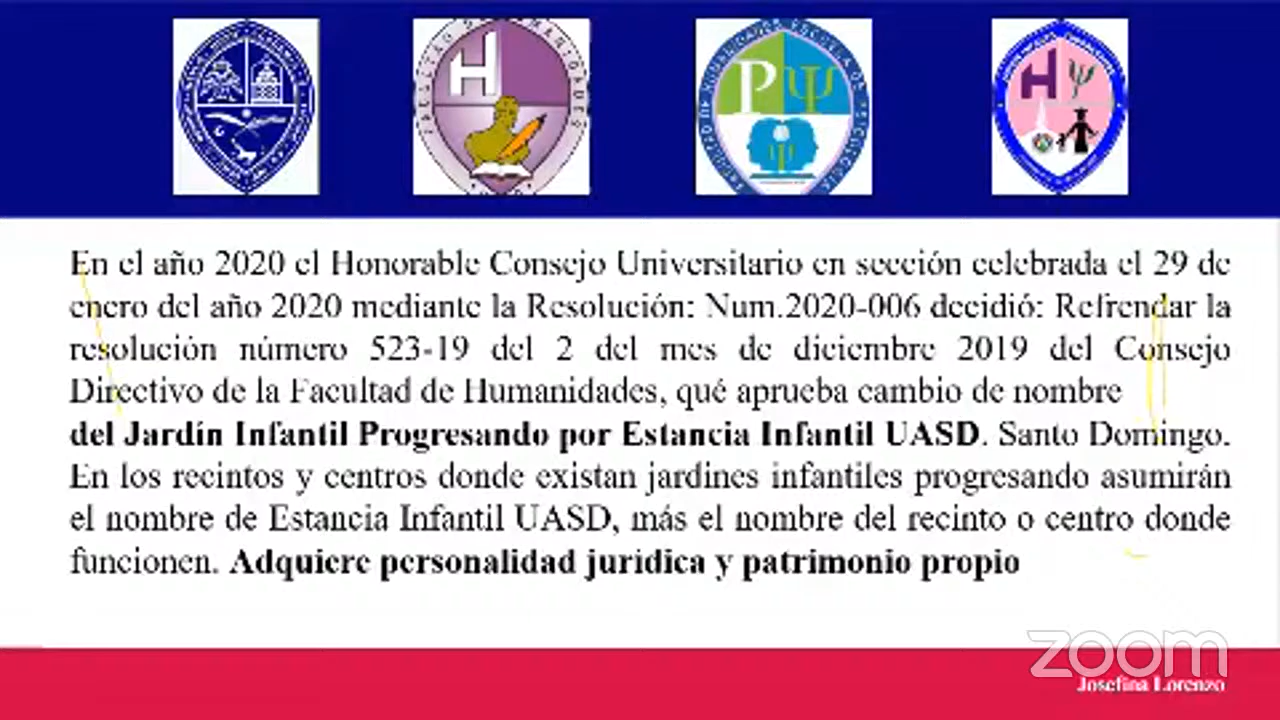 En el año 2020 el Honorable Consejo Universitario en sección celebrada el 29 de
enero del año 2020 mediante la Resolución: Num.2020-006 decidió: Refrendar la
resolución número 523-19 del 2 del mes de diciembre 2019 del Consejo
Directivo de la Facultad de Humanidades, qué aprueba cambio de nombre
del Jardín Infantil Progresando por Estancia Infantil UASD. Santo Domingo.
En los recintos y centros donde existan jardines infantiles progresando asumirán
el nombre de Estancia Infantil UASD, más el nombre del recinto o centro donde
funcionen. Adquiere personalidad jurídica y patrimonio propio
zoom
Josefina Lorenzo